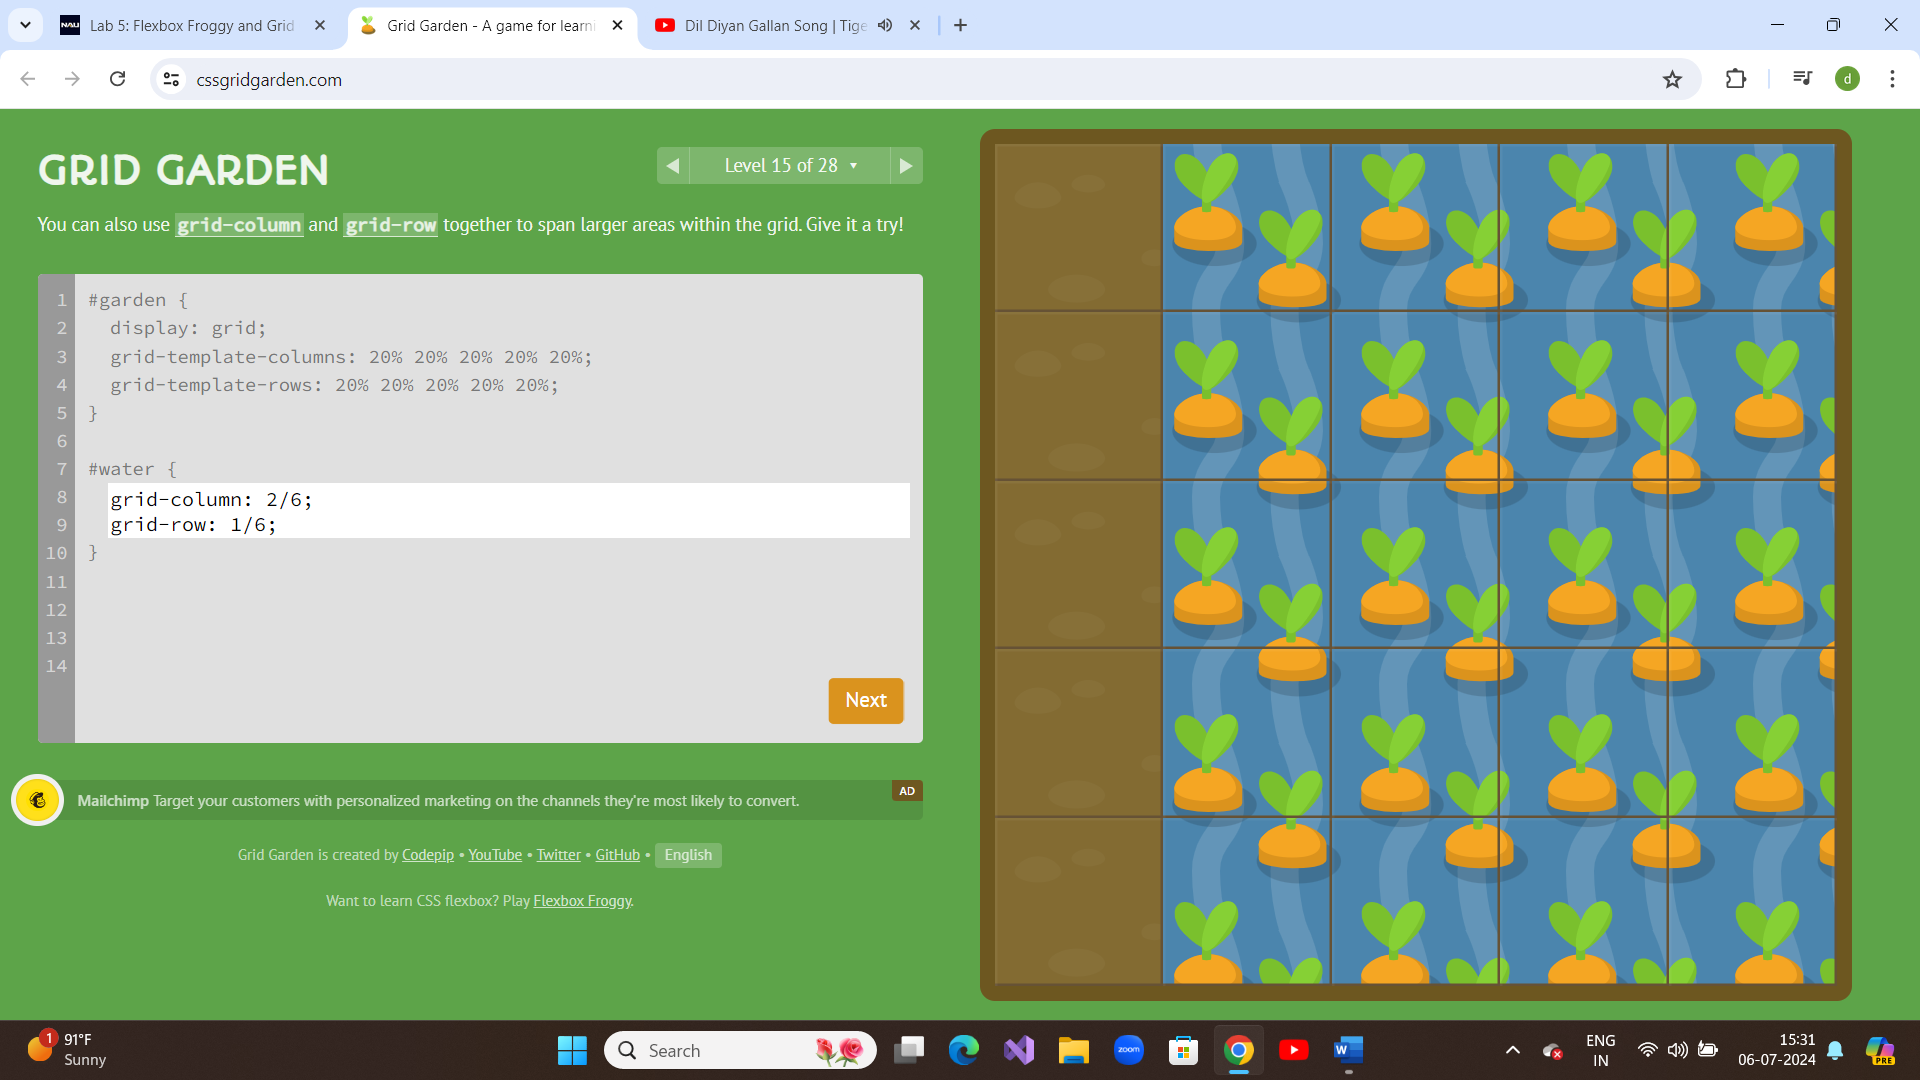 Lab 5: Flexbox Froggy and Grid
Grid Garden - A game for learni
Dil Diyan Gallan Song | Tige
cssgridgarden.com
d
GRID GARDEN
Level 15 of 28
You can also use grid-column and grid-row together to span larger areas within the grid. Give it a try!
1 #garden {
2 display: grid;
3 grid-template-columns: 20% 20% 20% 20% 20%;
4 grid-template-rows: 20% 20% 20% 20% 20%;
5 }
6
7 #water {
8 grid-column: 2/6;
9 grid-row: 1/6;
10 }
11
12
13
14
Next
AD
Mailchimp Target your customers with personalized marketing on the channels they're most likely to convert.
Grid Garden is created by Codepip • YouTube • Twitter • GitHub • English
Want to learn CSS flexbox? Play Flexbox Froggy.
1
91°F
Sunny
Search
zoom
W
ENG
IN
15:31
06-07-2024
PRE